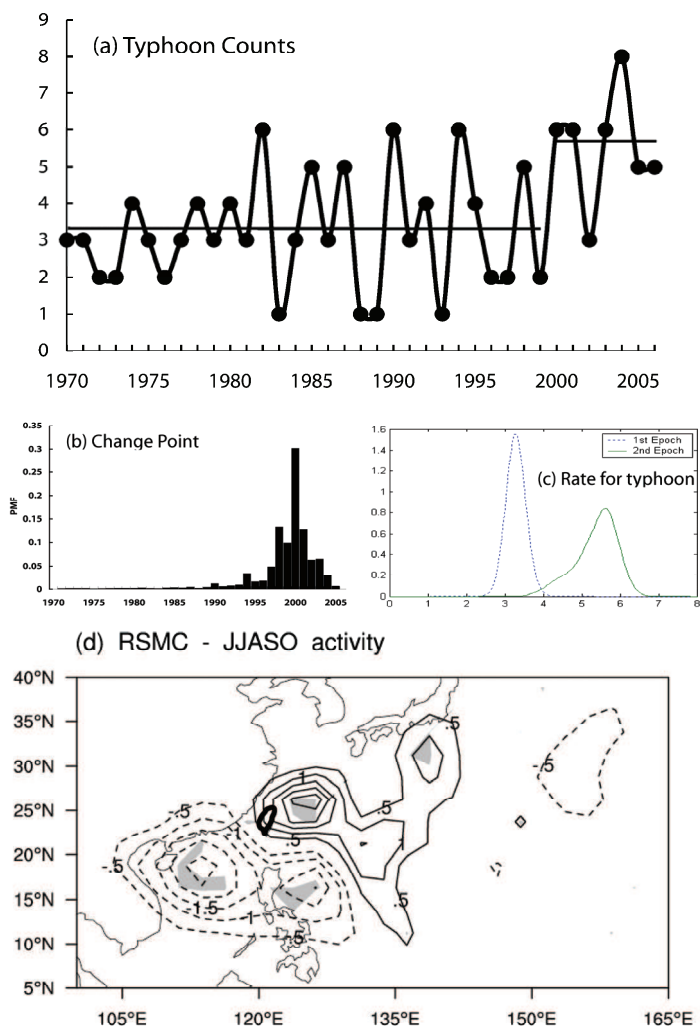 (a) Typhoon Counts
9
8
7
6
5
4
3
2
1
0
1970 1975 1980 1985 1990 1995 2000 2005
(b) Change Point
PMF
0.35
0.3
0.25
0.2
0.15
0.1
0.05
0
1970 1975 1980 1985 1990 1995 2000 2005
1st Epoch
2nd Epoch
(c) Rate for typhoon
1.6
1.4
1.2
1
0.8
0.6
0.4
0.2
0
0 1 2 3 4 5 6 7 8
(d) RSMC - JJASO activity
40°N
35°N
30°N
25°N
20°N
15°N
10°N
5°N
.5
-.5
1
-.5
.5
-1
.5
1
-.5
-1.5
-1
.5
-.5
105°E 120°E 135°E 150°E 165°E